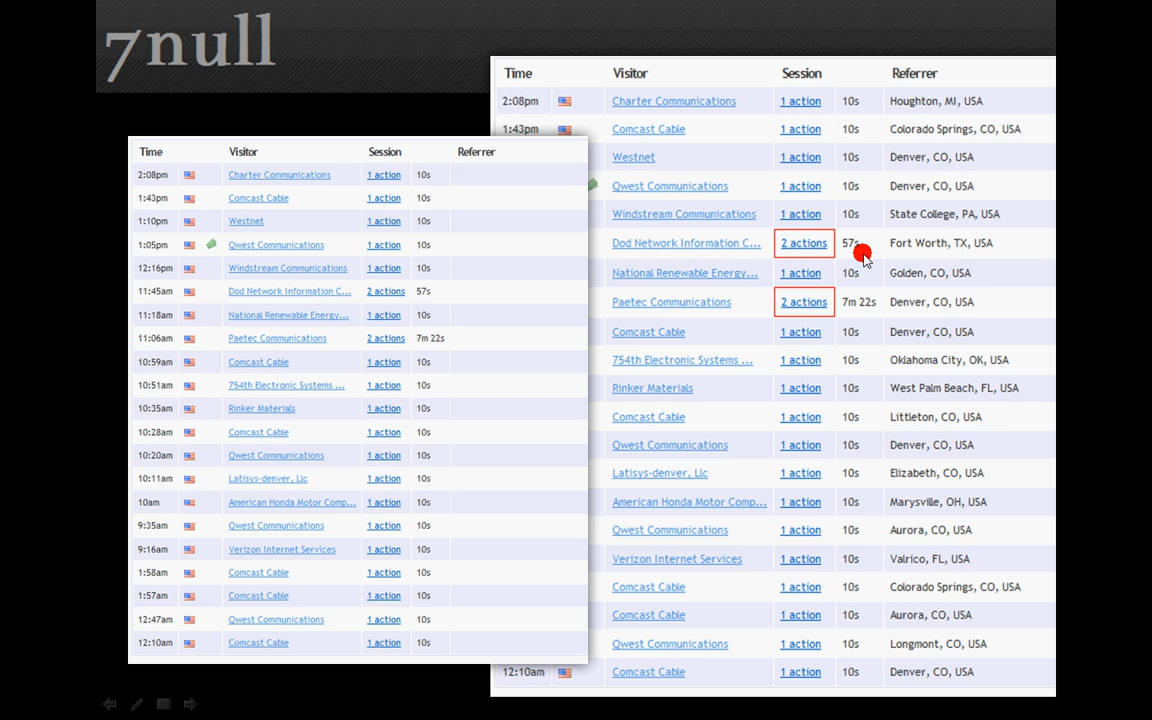 7null
Time Visitor Session Referrer
2:08pm Charter Communications 1 action 10s
1:43pm Comcast Cable 1 action 10s
1:10pm Westnet 1 action 10s
1:05pm Qwest Communications 1 action 10s
12:16pm Windstream Communications 1 action 10s
11:45am Dod Network Information C... 2 actions 57s
11:18am National Renewable Energy... 1 action 10s
11:06am Paetec Communications 2 actions 7m 22s
10:59am Comcast Cable 1 action 10s
10:51am 754th Electronic Systems ... 1 action 10s
10:35am Rinker Materials 1 action 10s
10:28am Comcast Cable 1 action 10s
10:20am Qwest Communications 1 action 10s
10:11am Latisys-denver, Llc 1 action 10s
10am American Honda Motor Comp... 1 action 10s
9:35am Qwest Communications 1 action 10s
9:16am Verizon Internet Services 1 action 10s
1:58am Comcast Cable 1 action 10s
1:57am Comcast Cable 1 action 10s
12:47am Qwest Communications 1 action 10s
12:10am Comcast Cable 1 action 10s
Time Visitor Session Referrer
2:08pm Charter Communications 1 action 10s Houghton, MI, USA
1:43pm Comcast Cable 1 action 10s Colorado Springs, CO, USA
Westnet 1 action 10s Denver, CO, USA
Qwest Communications 1 action 10s Denver, CO, USA
Windstream Communications 1 action 10s State College, PA, USA
Dod Network Information C... 2 actions 57s Fort Worth, TX, USA
National Renewable Energy... 1 action 10s Golden, CO, USA
Paetec Communications 2 actions 7m 22s Denver, CO, USA
Comcast Cable 1 action 10s Denver, CO, USA
754th Electronic Systems ... 1 action 10s Oklahoma City, OK, USA
Rinker Materials 1 action 10s West Palm Beach, FL, USA
Comcast Cable 1 action 10s Littleton, CO, USA
Qwest Communications 1 action 10s Denver, CO, USA
Latisys-denver, Llc 1 action 10s Elizabeth, CO, USA
American Honda Motor Comp... 1 action 10s Marysville, OH, USA
Qwest Communications 1 action 10s Aurora, CO, USA
Verizon Internet Services 1 action 10s Valrico, FL, USA
Comcast Cable 1 action 10s Colorado Springs, CO, USA
Comcast Cable 1 action 10s Aurora, CO, USA
Qwest Communications 1 action 10s Longmont, CO, USA
12:10am Comcast Cable 1 action 10s Denver, CO, USA